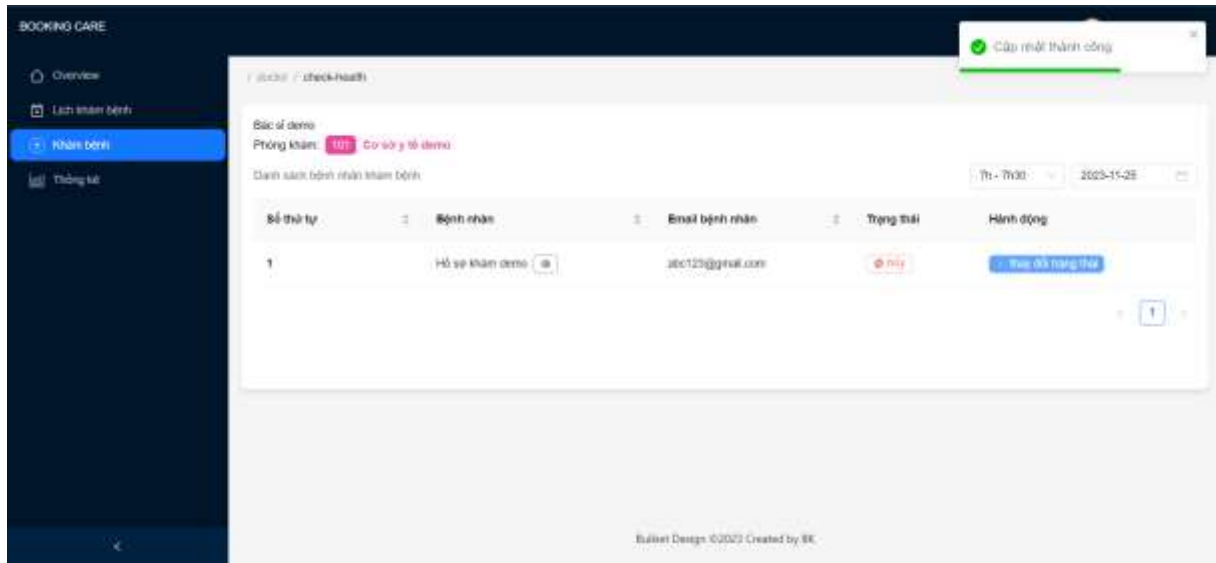 BOOKING CARE
Cập nhật thành công
Overview
Lịch khám bệnh
Khám bệnh
Thống kê
/ doctor / check-health
Bác sĩ demo
Phòng khám: 101 Cơ sở y tế demo
Danh sách bệnh nhân khám bệnh
7h - 7h30
2023-11-25
Số thứ tự Bệnh nhân Email bệnh nhân Trạng thái Hành động
1 Hồ sơ khám demo abc123@gmail.com Hủy Thay đổi trạng thái
1
Design ©2023 Created by BK